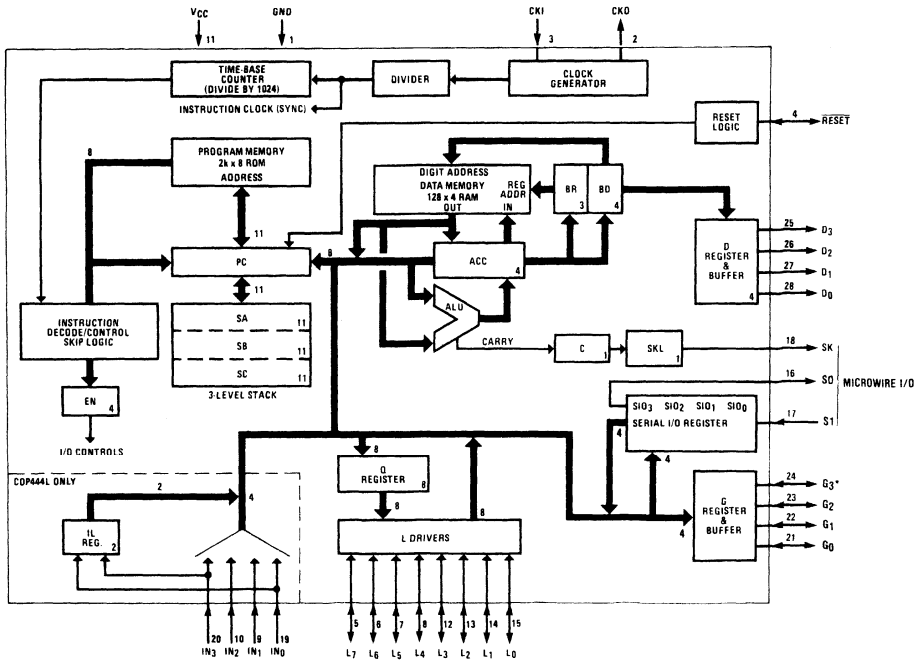 VCC
GND
CKI
CKO
11
1
3
2
TIME-BASE
COUNTER
(DIVIDE BY 1024)
DIVIDER
CLOCK
GENERATOR
INSTRUCTION CLOCK (SYNC)
RESET
LOGIC
4
RESET
8
PROGRAM MEMORY
2k x 8 ROM
ADDRESS
DIGIT ADDRESS
DATA MEMORY
128 x 4 RAM
OUT
REG
ADDR
IN
BR
3
BD
4
11
PC
8
ACC
4
D
REGISTER
&
BUFFER
4
25 D3
26 D2
27 D1
28 D0
11
SA 11
SB 11
SC 11
3-LEVEL STACK
INSTRUCTION
DECODE/CONTROL
SKIP LOGIC
ALU
CARRY
C
1
SKL
1
18 SK
16 SO
MICROWIRE I/O
17 S1
EN
4
I/O CONTROLS
SIO3 SIO2 SIO1 SIO0
SERIAL I/O REGISTER
4
4
COP444L ONLY
2
4
IL
REG.
2
8
Q
REGISTER
8
8
8
L DRIVERS
4
G
REGISTER
&
BUFFER
24 G3*
23 G2
22 G1
21 G0
20 10 9 19
IN3 IN2 IN1 IN0
5 6 7 8 12 13 14 15
L7 L6 L5 L4 L3 L2 L1 L0